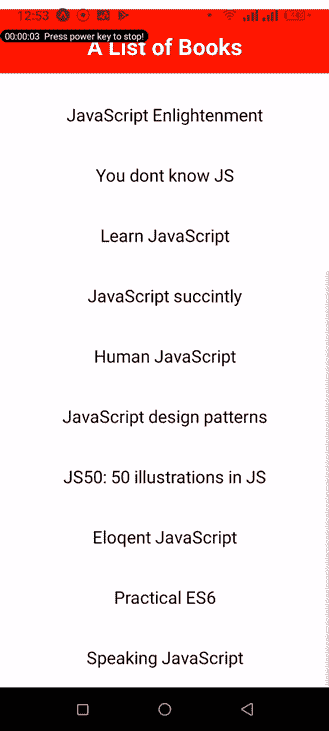 12:53
00:00:03 Press power key to stop!
A List of Books
JavaScript Enlightenment
You dont know JS
Learn JavaScript
JavaScript succintly
Human JavaScript
JavaScript design patterns
JS50: 50 illustrations in JS
Eloqent JavaScript
Practical ES6
Speaking JavaScript